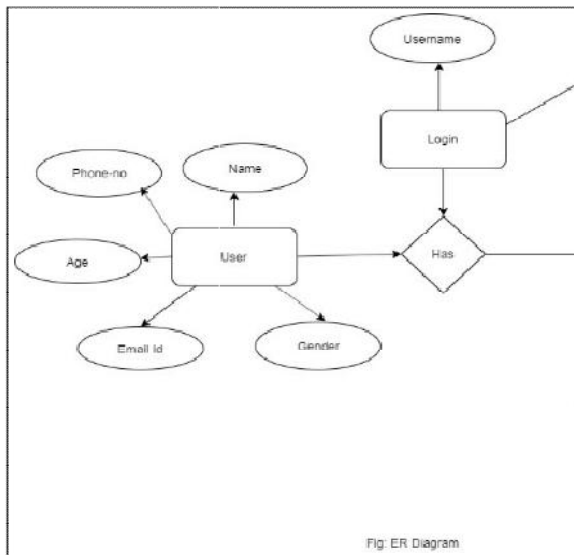 Username
Login
Phone-no
Name
Age
User
Has
Email Id
Gender
Fig: ER Diagram